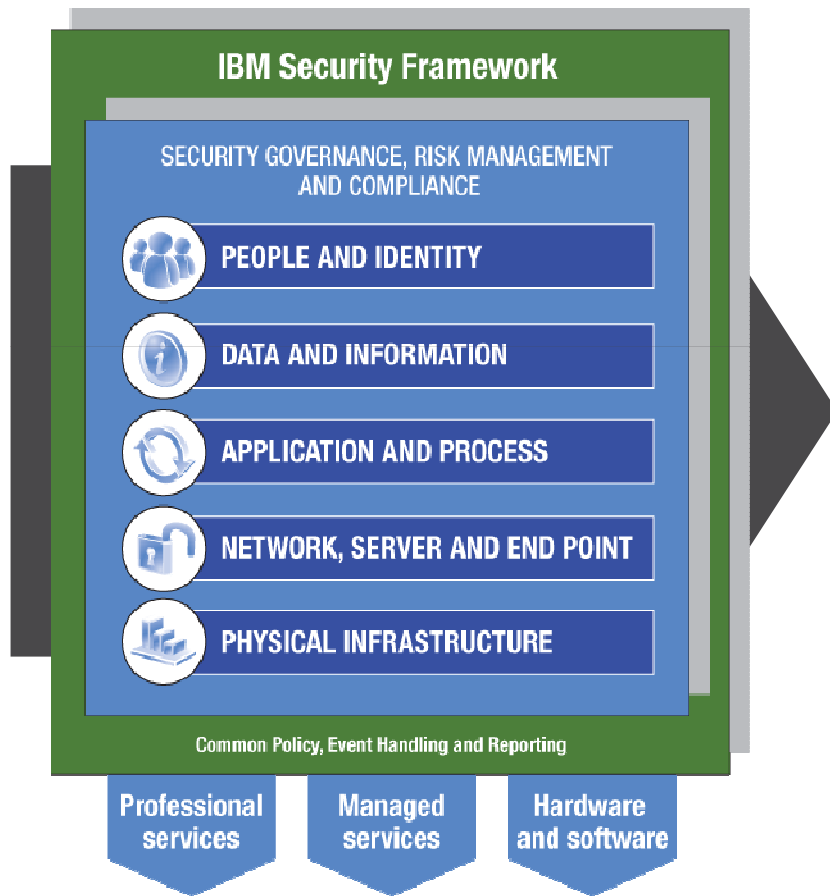 IBM Security Framework
SECURITY GOVERNANCE, RISK MANAGEMENT
AND COMPLIANCE
PEOPLE AND IDENTITY
i
DATA AND INFORMATION
APPLICATION AND PROCESS
NETWORK, SERVER AND END POINT
PHYSICAL INFRASTRUCTURE
Common Policy, Event Handling and Reporting
Professional
services
Managed
services
Hardware
and software